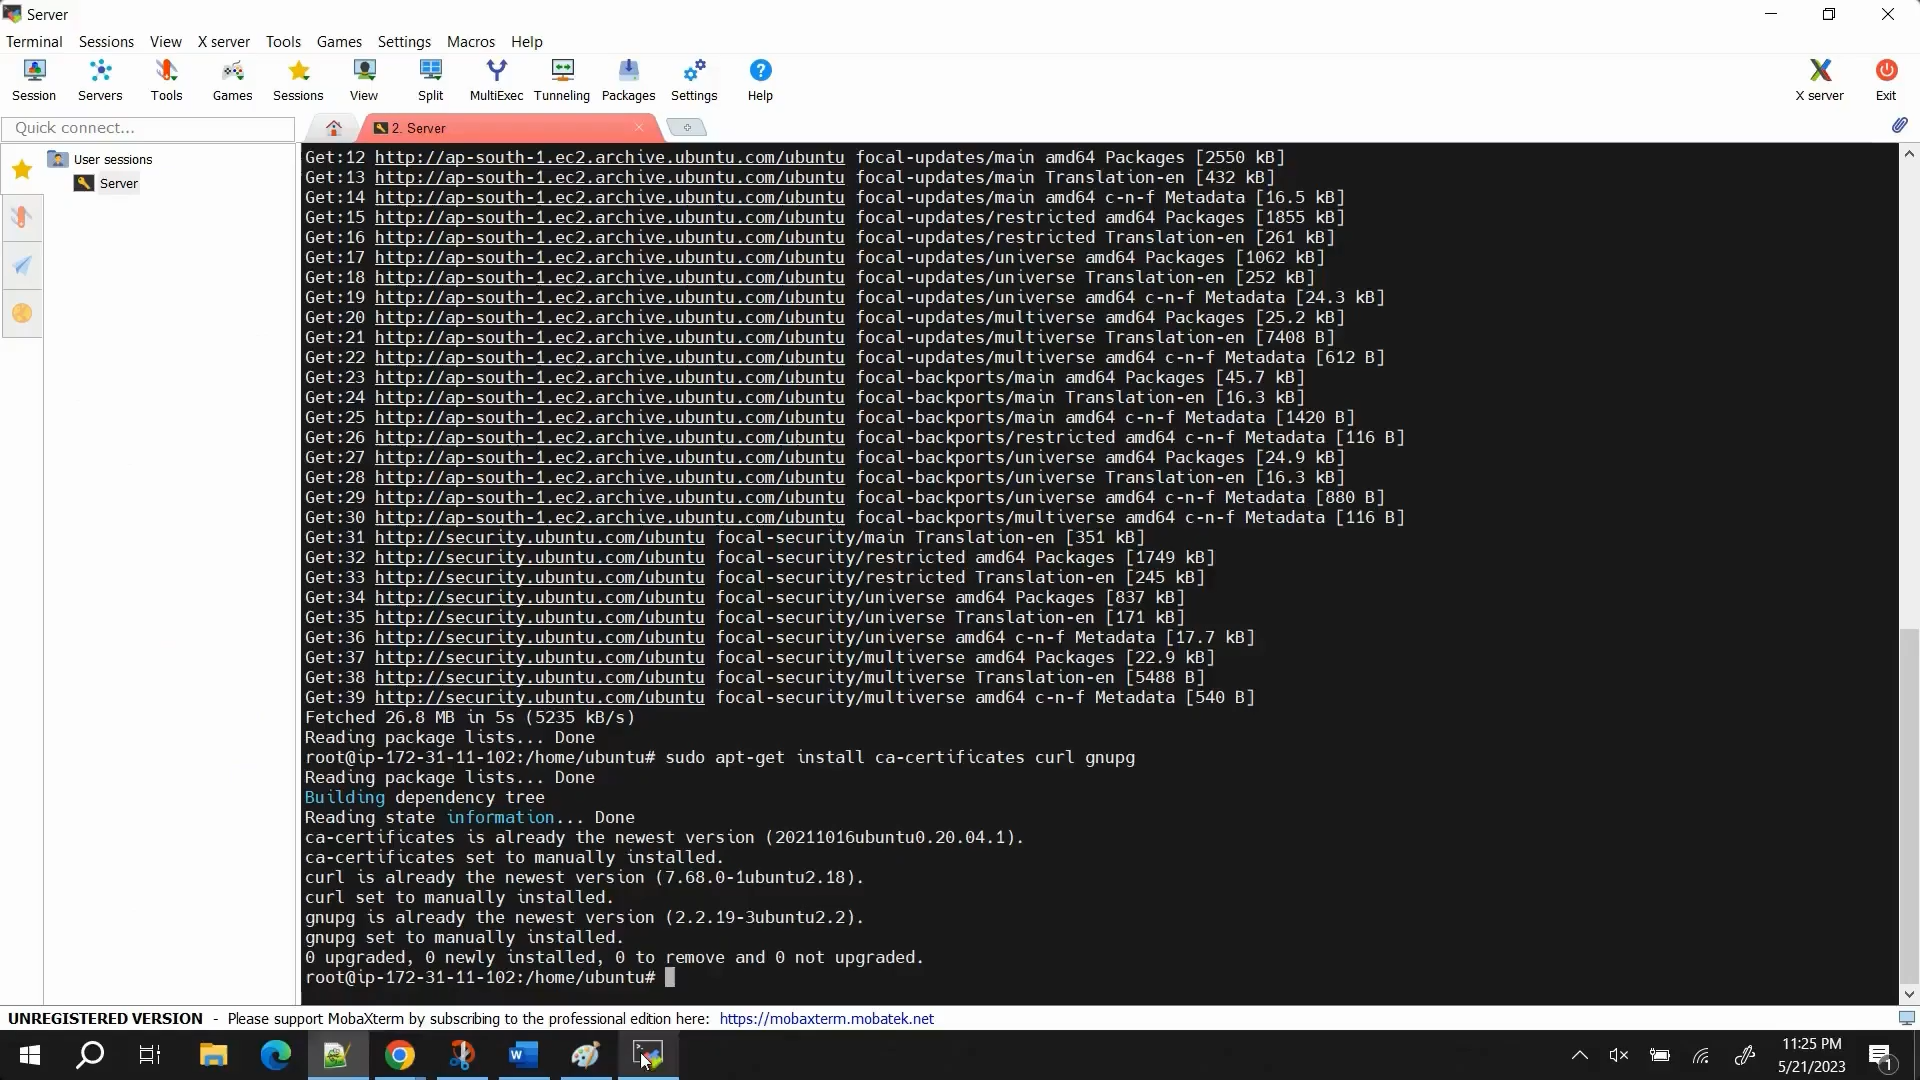 Server
Terminal Sessions View X server Tools Games Settings Macros Help
Session Servers Tools Games Sessions View Split MultiExec Tunneling Packages Settings Help X server Exit
Quick connect...
2. Server
User sessions
Server
Get:12 http://ap-south-1.ec2.archive.ubuntu.com/ubuntu focal-updates/main amd64 Packages [2550 kB]
Get:13 http://ap-south-1.ec2.archive.ubuntu.com/ubuntu focal-updates/main Translation-en [432 kB]
Get:14 http://ap-south-1.ec2.archive.ubuntu.com/ubuntu focal-updates/main amd64 c-n-f Metadata [16.5 kB]
Get:15 http://ap-south-1.ec2.archive.ubuntu.com/ubuntu focal-updates/restricted amd64 Packages [1855 kB]
Get:16 http://ap-south-1.ec2.archive.ubuntu.com/ubuntu focal-updates/restricted Translation-en [261 kB]
Get:17 http://ap-south-1.ec2.archive.ubuntu.com/ubuntu focal-updates/universe amd64 Packages [1062 kB]
Get:18 http://ap-south-1.ec2.archive.ubuntu.com/ubuntu focal-updates/universe Translation-en [252 kB]
Get:19 http://ap-south-1.ec2.archive.ubuntu.com/ubuntu focal-updates/universe amd64 c-n-f Metadata [24.3 kB]
Get:20 http://ap-south-1.ec2.archive.ubuntu.com/ubuntu focal-updates/multiverse amd64 Packages [25.2 kB]
Get:21 http://ap-south-1.ec2.archive.ubuntu.com/ubuntu focal-updates/multiverse Translation-en [7408 B]
Get:22 http://ap-south-1.ec2.archive.ubuntu.com/ubuntu focal-updates/multiverse amd64 c-n-f Metadata [612 B]
Get:23 http://ap-south-1.ec2.archive.ubuntu.com/ubuntu focal-backports/main amd64 Packages [45.7 kB]
Get:24 http://ap-south-1.ec2.archive.ubuntu.com/ubuntu focal-backports/main Translation-en [16.3 kB]
Get:25 http://ap-south-1.ec2.archive.ubuntu.com/ubuntu focal-backports/main amd64 c-n-f Metadata [1420 B]
Get:26 http://ap-south-1.ec2.archive.ubuntu.com/ubuntu focal-backports/restricted amd64 c-n-f Metadata [116 B]
Get:27 http://ap-south-1.ec2.archive.ubuntu.com/ubuntu focal-backports/universe amd64 Packages [24.9 kB]
Get:28 http://ap-south-1.ec2.archive.ubuntu.com/ubuntu focal-backports/universe Translation-en [16.3 kB]
Get:29 http://ap-south-1.ec2.archive.ubuntu.com/ubuntu focal-backports/universe amd64 c-n-f Metadata [880 B]
Get:30 http://ap-south-1.ec2.archive.ubuntu.com/ubuntu focal-backports/multiverse amd64 c-n-f Metadata [116 B]
Get:31 http://security.ubuntu.com/ubuntu focal-security/main Translation-en [351 kB]
Get:32 http://security.ubuntu.com/ubuntu focal-security/restricted amd64 Packages [1749 kB]
Get:33 http://security.ubuntu.com/ubuntu focal-security/restricted Translation-en [245 kB]
Get:34 http://security.ubuntu.com/ubuntu focal-security/universe amd64 Packages [837 kB]
Get:35 http://security.ubuntu.com/ubuntu focal-security/universe Translation-en [171 kB]
Get:36 http://security.ubuntu.com/ubuntu focal-security/universe amd64 c-n-f Metadata [17.7 kB]
Get:37 http://security.ubuntu.com/ubuntu focal-security/multiverse amd64 Packages [22.9 kB]
Get:38 http://security.ubuntu.com/ubuntu focal-security/multiverse Translation-en [5488 B]
Get:39 http://security.ubuntu.com/ubuntu focal-security/multiverse amd64 c-n-f Metadata [540 B]
Fetched 26.8 MB in 5s (5235 kB/s)
Reading package lists... Done
root@ip-172-31-11-102:/home/ubuntu# sudo apt-get install ca-certificates curl gnupg
Reading package lists... Done
Building dependency tree
Reading state information... Done
ca-certificates is already the newest version (20211016ubuntu0.20.04.1).
ca-certificates set to manually installed.
curl is already the newest version (7.68.0-1ubuntu2.18).
curl set to manually installed.
gnupg is already the newest version (2.2.19-3ubuntu2.2).
gnupg set to manually installed.
0 upgraded, 0 newly installed, 0 to remove and 0 not upgraded.
root@ip-172-31-11-102:/home/ubuntu#
UNREGISTERED VERSION - Please support MobaXterm by subscribing to the professional edition here: https://mobaxterm.mobatek.net
11:25 PM
5/21/2023
1